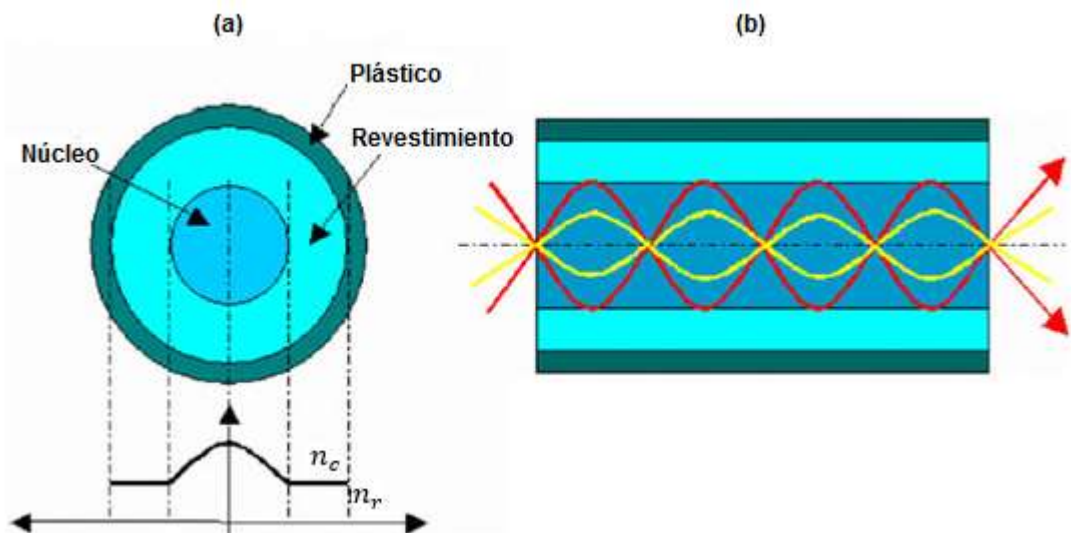 (a)
(b)
Plástico
Revestimiento
Núcleo
n_c
n_r